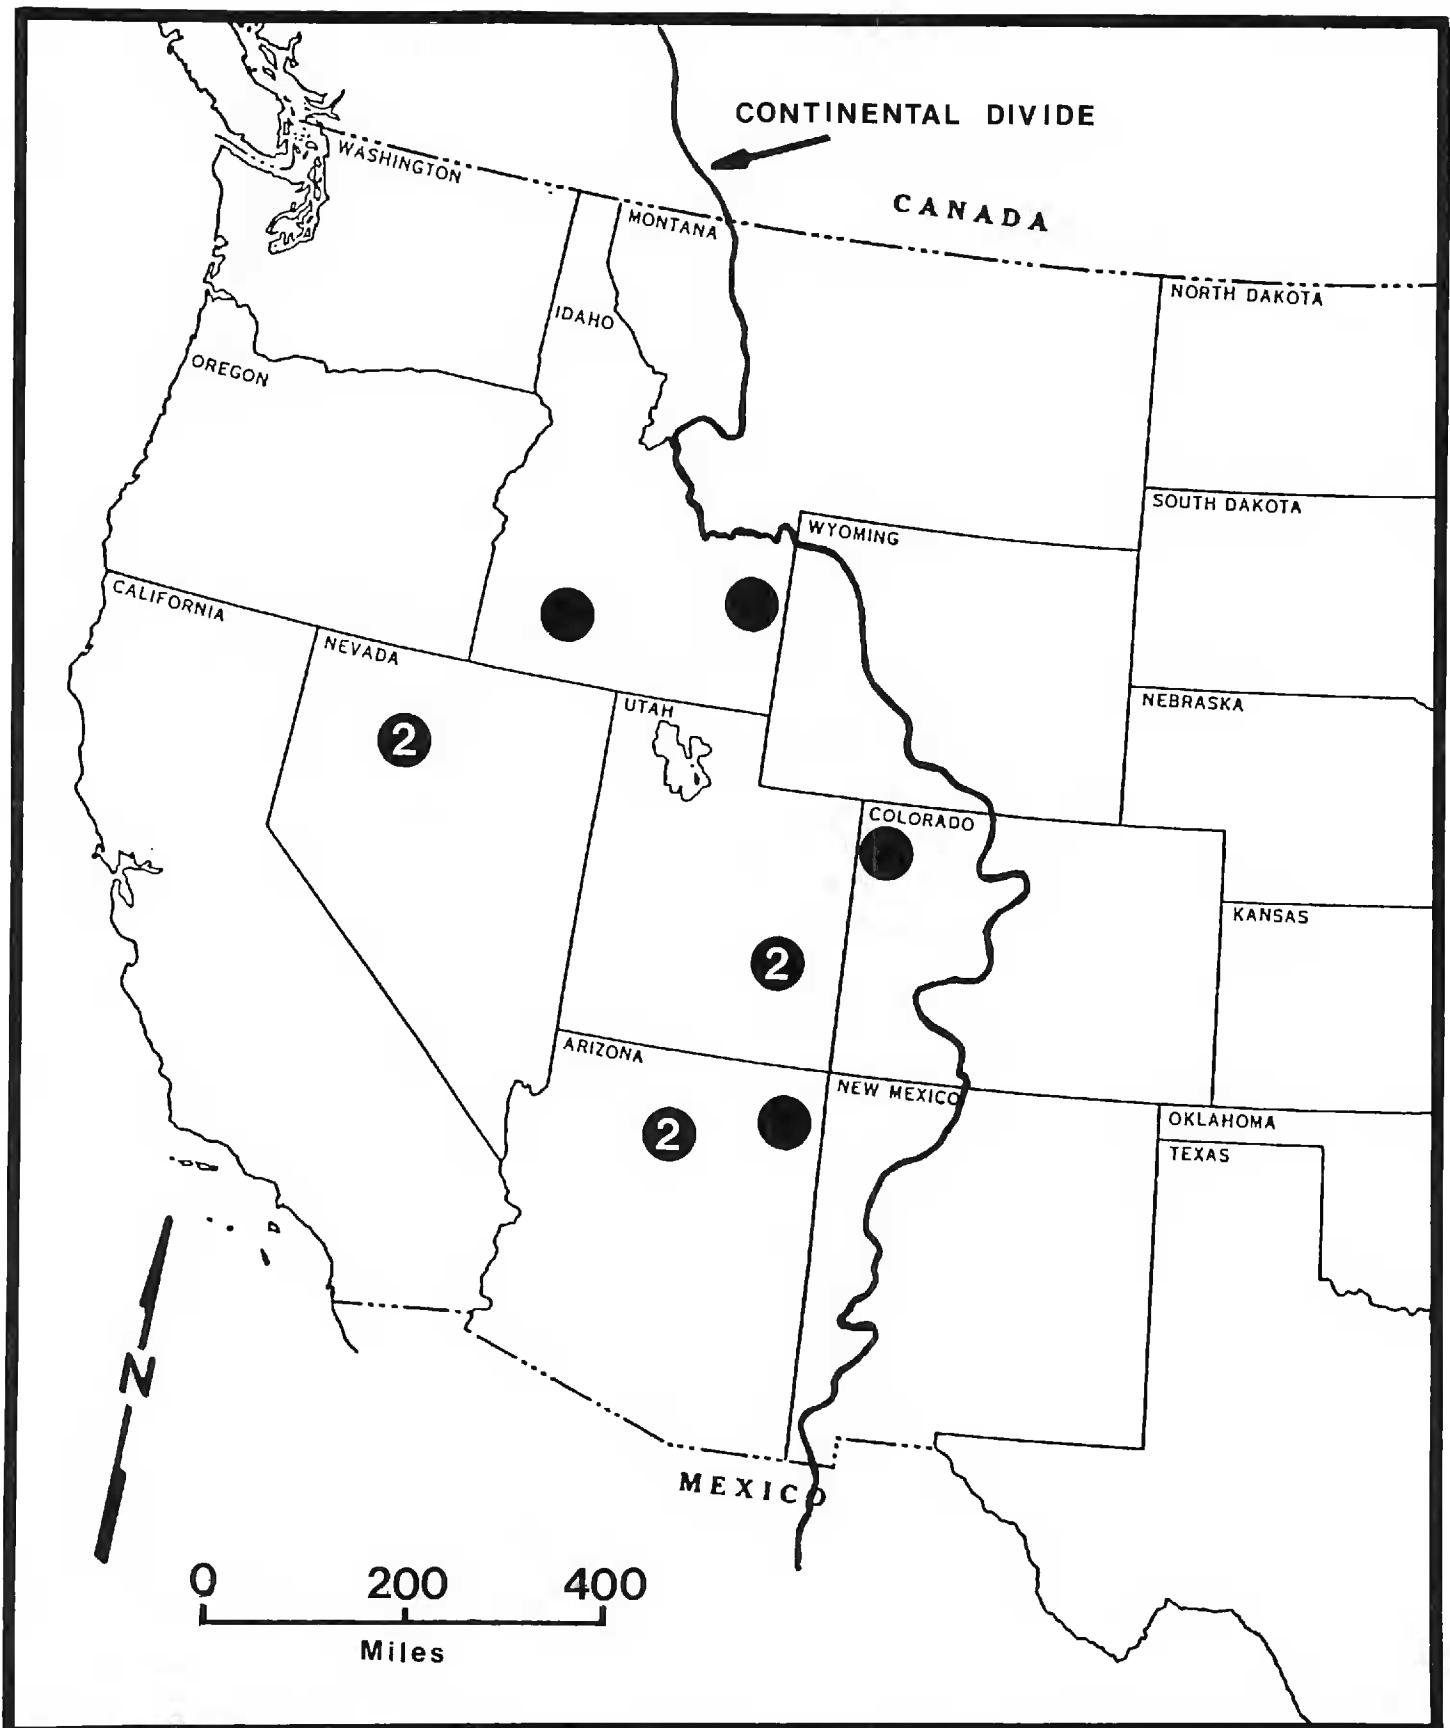 CONTINENTAL DIVIDE
WASHINGTON
CANADA
MONTANA
NORTH DAKOTA
IDAHO
OREGON
SOUTH DAKOTA
WYOMING
CALIFORNIA
NEVADA
NEBRASKA
UTAH
2
COLORADO
KANSAS
2
ARIZONA
NEW MEXICO
OKLAHOMA
2
TEXAS
N
MEXICO
0 200 400
Miles